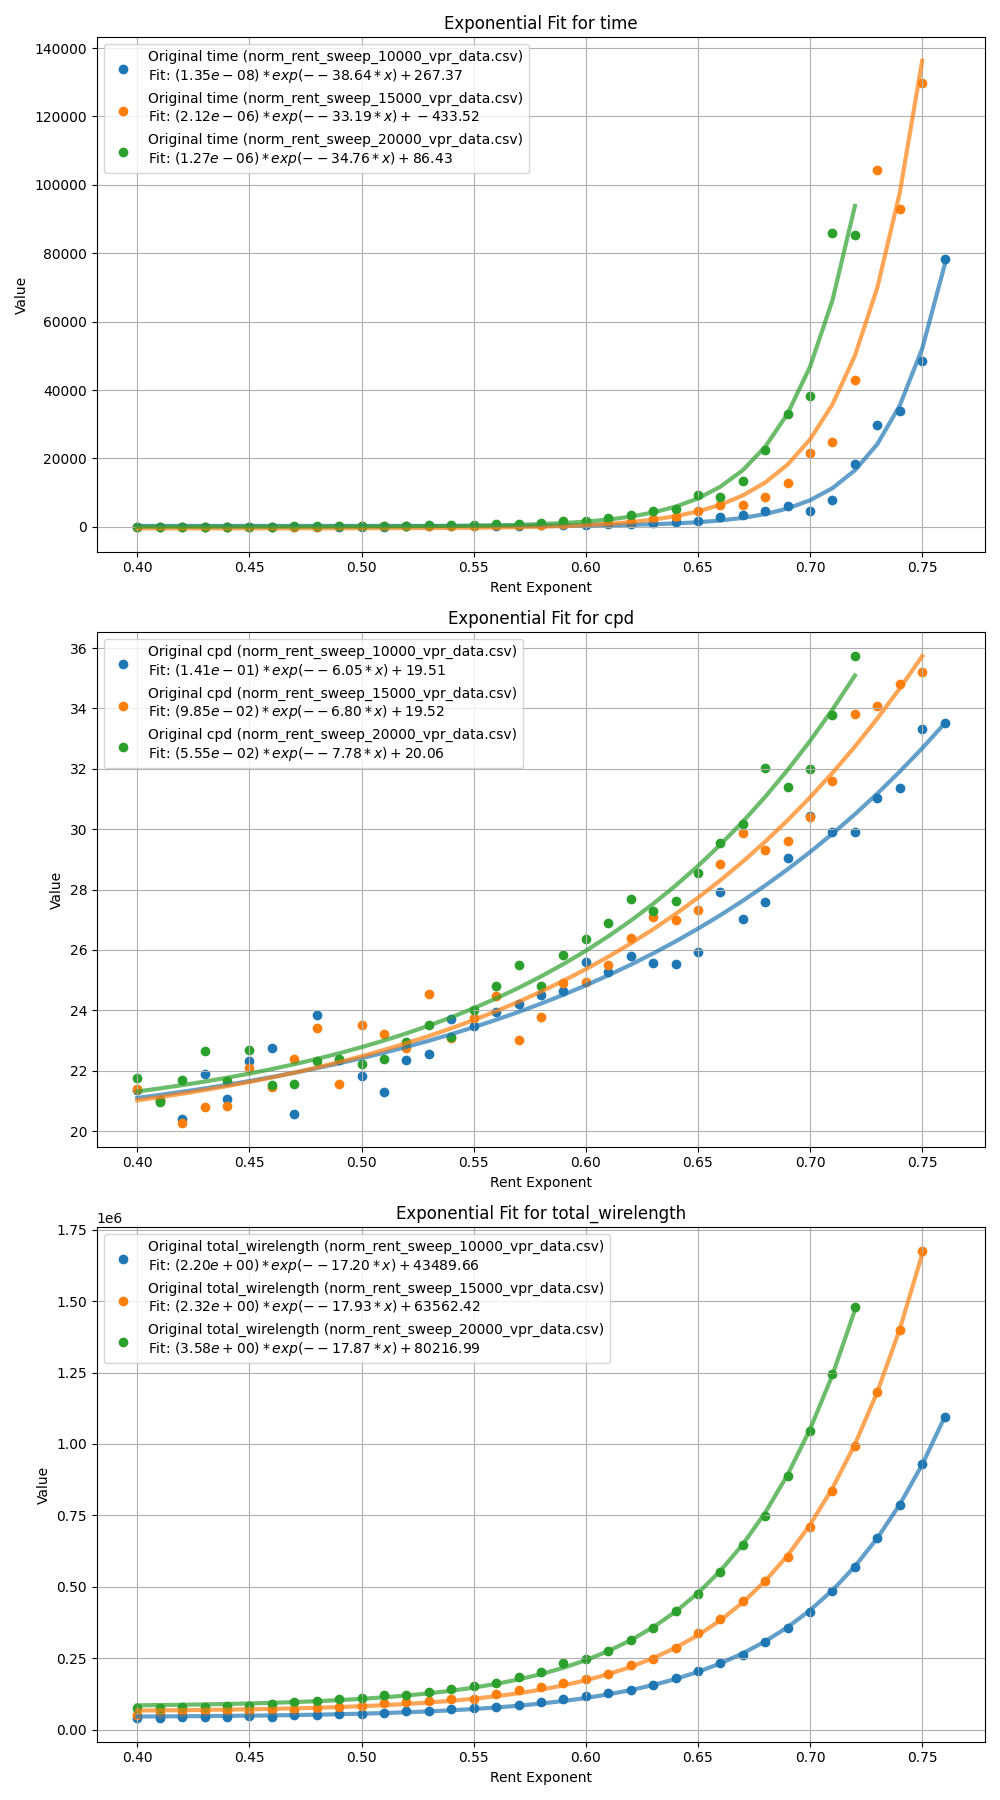 Exponential Fit for time
Original time (norm_rent_sweep_10000_vpr_data.csv)
Fit: (1.35e − 08) * exp(− − 38.64 * x) + 267.37
Original time (norm_rent_sweep_15000_vpr_data.csv)
Fit: (2.12e − 06) * exp(− − 33.19 * x) + − 433.52
Original time (norm_rent_sweep_20000_vpr_data.csv)
Fit: (1.27e − 06) * exp(− − 34.76 * x) + 86.43
140000
120000
100000
80000
60000
40000
20000
0
Value
0.40 0.45 0.50 0.55 0.60 0.65 0.70 0.75
Rent Exponent
Exponential Fit for cpd
Original cpd (norm_rent_sweep_10000_vpr_data.csv)
Fit: (1.41e − 01) * exp(− − 6.05 * x) + 19.51
Original cpd (norm_rent_sweep_15000_vpr_data.csv)
Fit: (9.85e − 02) * exp(− − 6.80 * x) + 19.52
Original cpd (norm_rent_sweep_20000_vpr_data.csv)
Fit: (5.55e − 02) * exp(− − 7.78 * x) + 20.06
36
34
32
30
28
26
24
22
20
Value
0.40 0.45 0.50 0.55 0.60 0.65 0.70 0.75
Rent Exponent
Exponential Fit for total_wirelength
1e6
Original total_wirelength (norm_rent_sweep_10000_vpr_data.csv)
Fit: (2.20e + 00) * exp(− − 17.20 * x) + 43489.66
Original total_wirelength (norm_rent_sweep_15000_vpr_data.csv)
Fit: (2.32e + 00) * exp(− − 17.93 * x) + 63562.42
Original total_wirelength (norm_rent_sweep_20000_vpr_data.csv)
Fit: (3.58e + 00) * exp(− − 17.87 * x) + 80216.99
1.75
1.50
1.25
1.00
0.75
0.50
0.25
0.00
Value
0.40 0.45 0.50 0.55 0.60 0.65 0.70 0.75
Rent Exponent